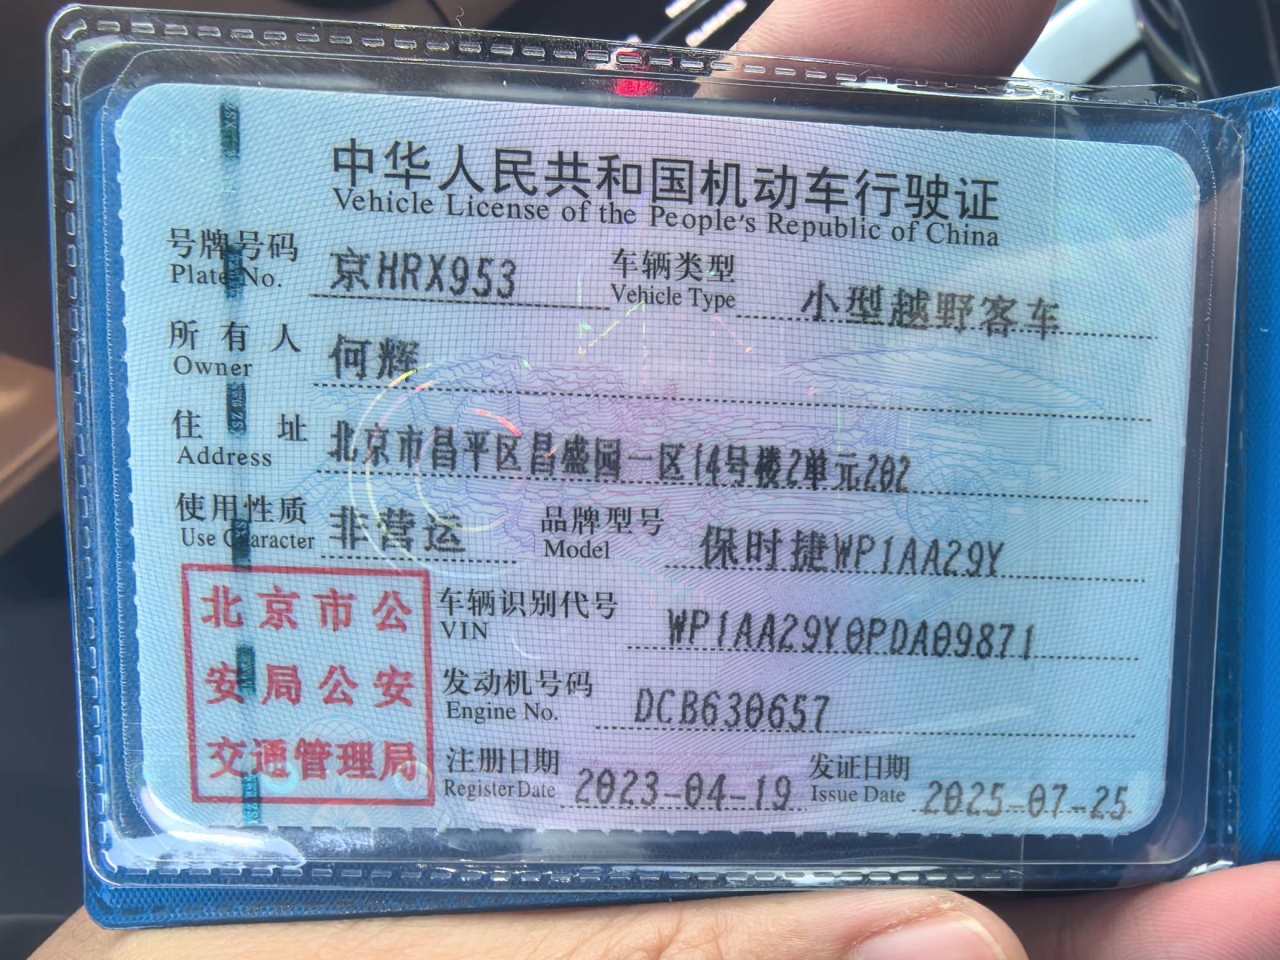 中华人民共和国机动车行驶证
Vehicle License of the People's Republic of China
号牌号码 京HRX953 车辆类型 小型越野客车
Plate No. Vehicle Type
所有人 何辉
Owner
住址 北京市昌平区昌盛园一区14号楼2单元202
Address
使用性质 非营运 品牌型号 保时捷WP1AA29Y
Use Character Model
北京市公
安局公安
交通管理局
车辆识别代号 WP1AA29Y0PDA09871
VIN
发动机号码 DCB630657
Engine No.
注册日期 2023-04-19 发证日期 2025-07-25
Register Date Issue Date